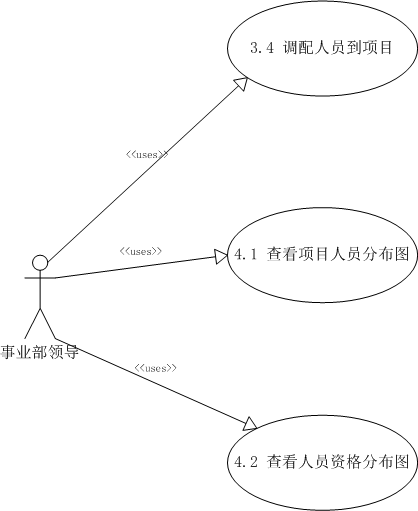 3.4 调配人员到项目
<<uses>>
<<uses>>
4.1 查看项目人员分布图
事业部领导
<<uses>>
4.2 查看人员资格分布图